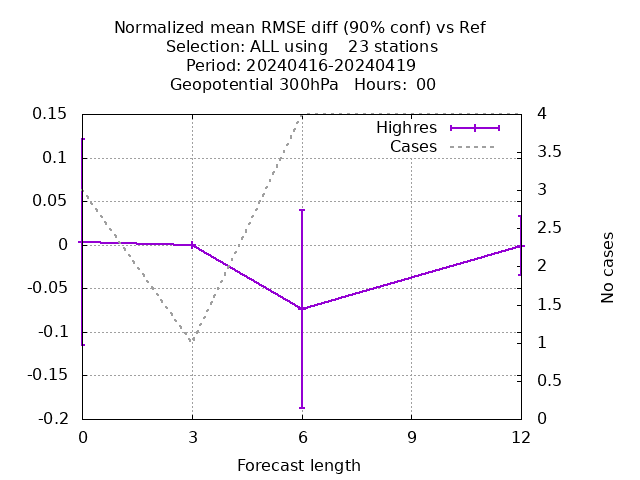 Normalized mean RMSE diff (90% conf) vs Ref
Selection: ALL using    23 stations
Period: 20240416-20240419
Geopotential 300hPa   Hours:  00
Highres
Cases
0.15
0.1
0.05
0
-0.05
-0.1
-0.15
-0.2
4
3.5
3
2.5
2
1.5
1
0.5
0
No cases
0 3 6 9 12
Forecast length